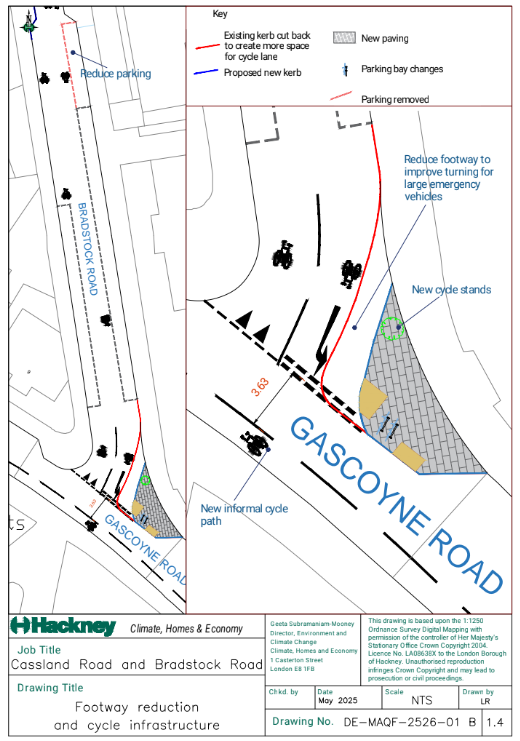 Key
Existing kerb cut back
to create more space
for cycle lane
Proposed new kerb
New paving
Parking bay changes
Parking removed
Reduce parking
BRADSTOCK ROAD
3.63
GASCOYNE ROAD
Reduce footway to
improve turning for
large emergency
vehicles
New cycle stands
3.63
GASCOYNE ROAD
New informal cycle
path
ts
Hackney
Climate, Homes & Economy
Job Title
Cassland Road and Bradstock Road
Drawing Title
Footway reduction
and cycle infrastructure
Geeta Subramaniam-Mooney
Director, Environment and
Climate Change
Climate, Homes and Economy
1 Casterton Street
London E8 1FB
This drawing is based upon the 1:1250
Ordnance Survey Digital Mapping with
permission of the controller of Her Majesty's
Stationery Office Crown Copyright 2004.
Licence No. LA08638X to the London Borough
of Hackney. Unauthorised reproduction
infringes Crown Copyright and may lead to
prosecution or civil proceedings.
Chkd. by
Date
May 2025
Scale
NTS
Drawn by
LR
Drawing No. DE-MAQF-2526-01 B 1.4